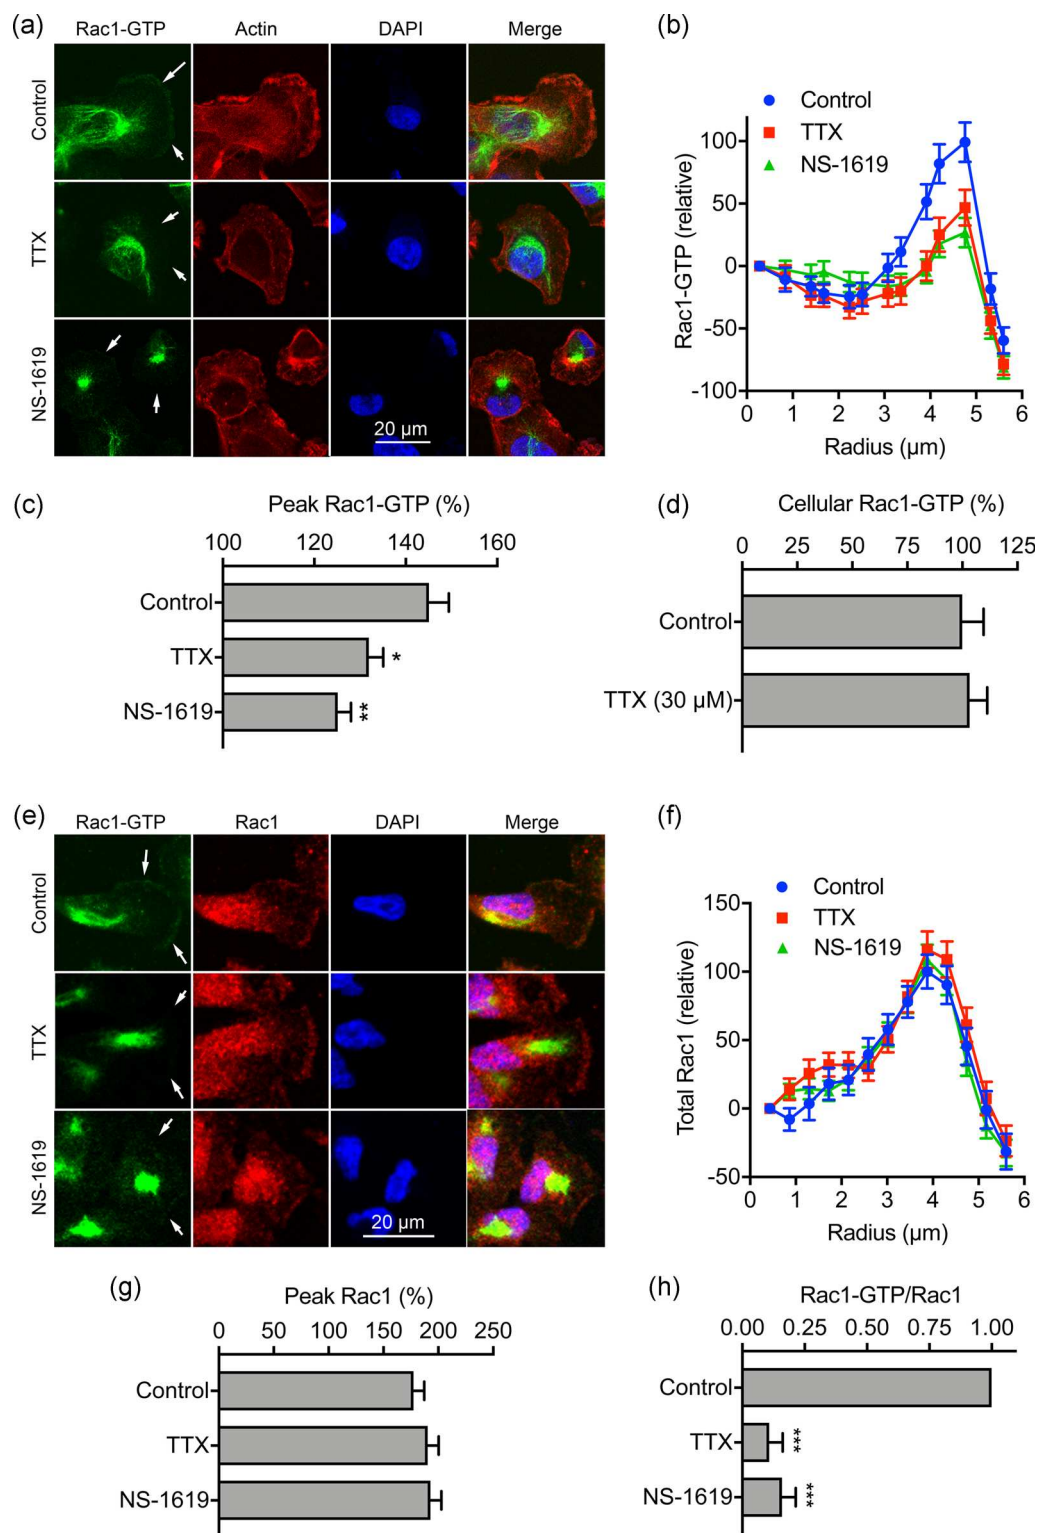 (a)
Rac1-GTP Actin DAPI Merge
Control
TTX
NS-1619
20 µm
(b)
Control
TTX
NS-1619
Rac1-GTP (relative)
100
50
0
-50
-100
0 1 2 3 4 5 6
Radius (µm)
(c)
Peak Rac1-GTP (%)
100 120 140 160
Control
TTX *
NS-1619 **
(d)
Cellular Rac1-GTP (%)
0 25 50 75 100 125
Control
TTX (30 µM)
(e)
Rac1-GTP Rac1 DAPI Merge
Control
TTX
NS-1619
20 µm
(f)
Control
TTX
NS-1619
Total Rac1 (relative)
150
100
50
0
-50
0 1 2 3 4 5 6
Radius (µm)
(g)
Peak Rac1 (%)
0 50 100 150 200 250
Control
TTX
NS-1619
(h)
Rac1-GTP/Rac1
0.00 0.25 0.50 0.75 1.00
Control
TTX ***
NS-1619 ***